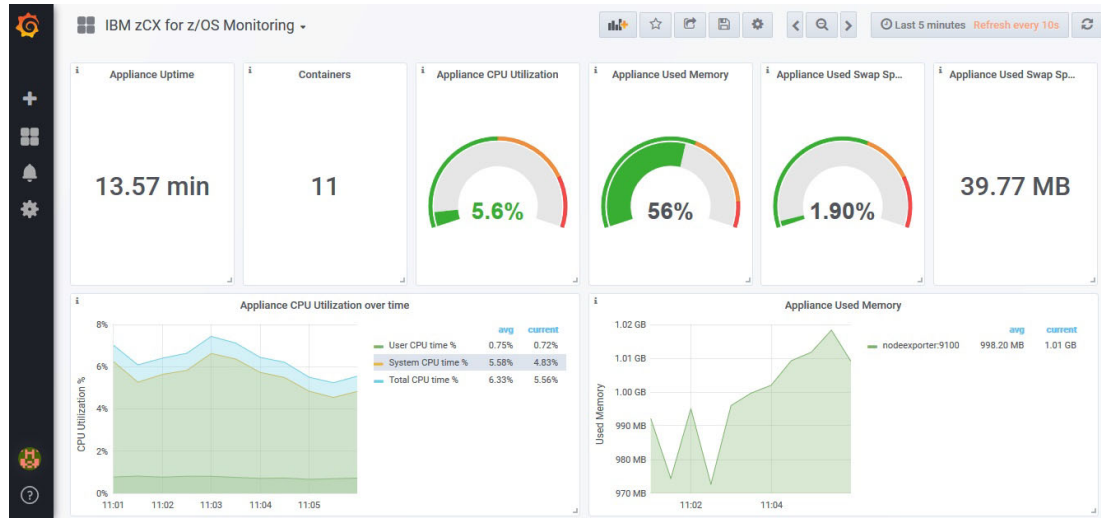 IBM zCX for z/OS Monitoring
Last 5 minutes Refresh every 10s
Appliance Uptime
Containers
Appliance CPU Utilization
Appliance Used Memory
Appliance Used Swap Sp...
Appliance Used Swap Sp...
13.57 min
11
5.6%
56%
1.90%
39.77 MB
Appliance CPU Utilization over time
8%
6%
4%
2%
0%
CPU Utilization %
11:01 11:02 11:03 11:04 11:05
avg current
User CPU time % 0.75% 0.72%
System CPU time % 5.58% 4.83%
Total CPU time % 6.33% 5.56%
Appliance Used Memory
1.02 GB
1.01 GB
1.00 GB
990 MB
980 MB
970 MB
Used Memory
11:02 11:04
avg current
nodeexporter:9100 998.20 MB 1.01 GB